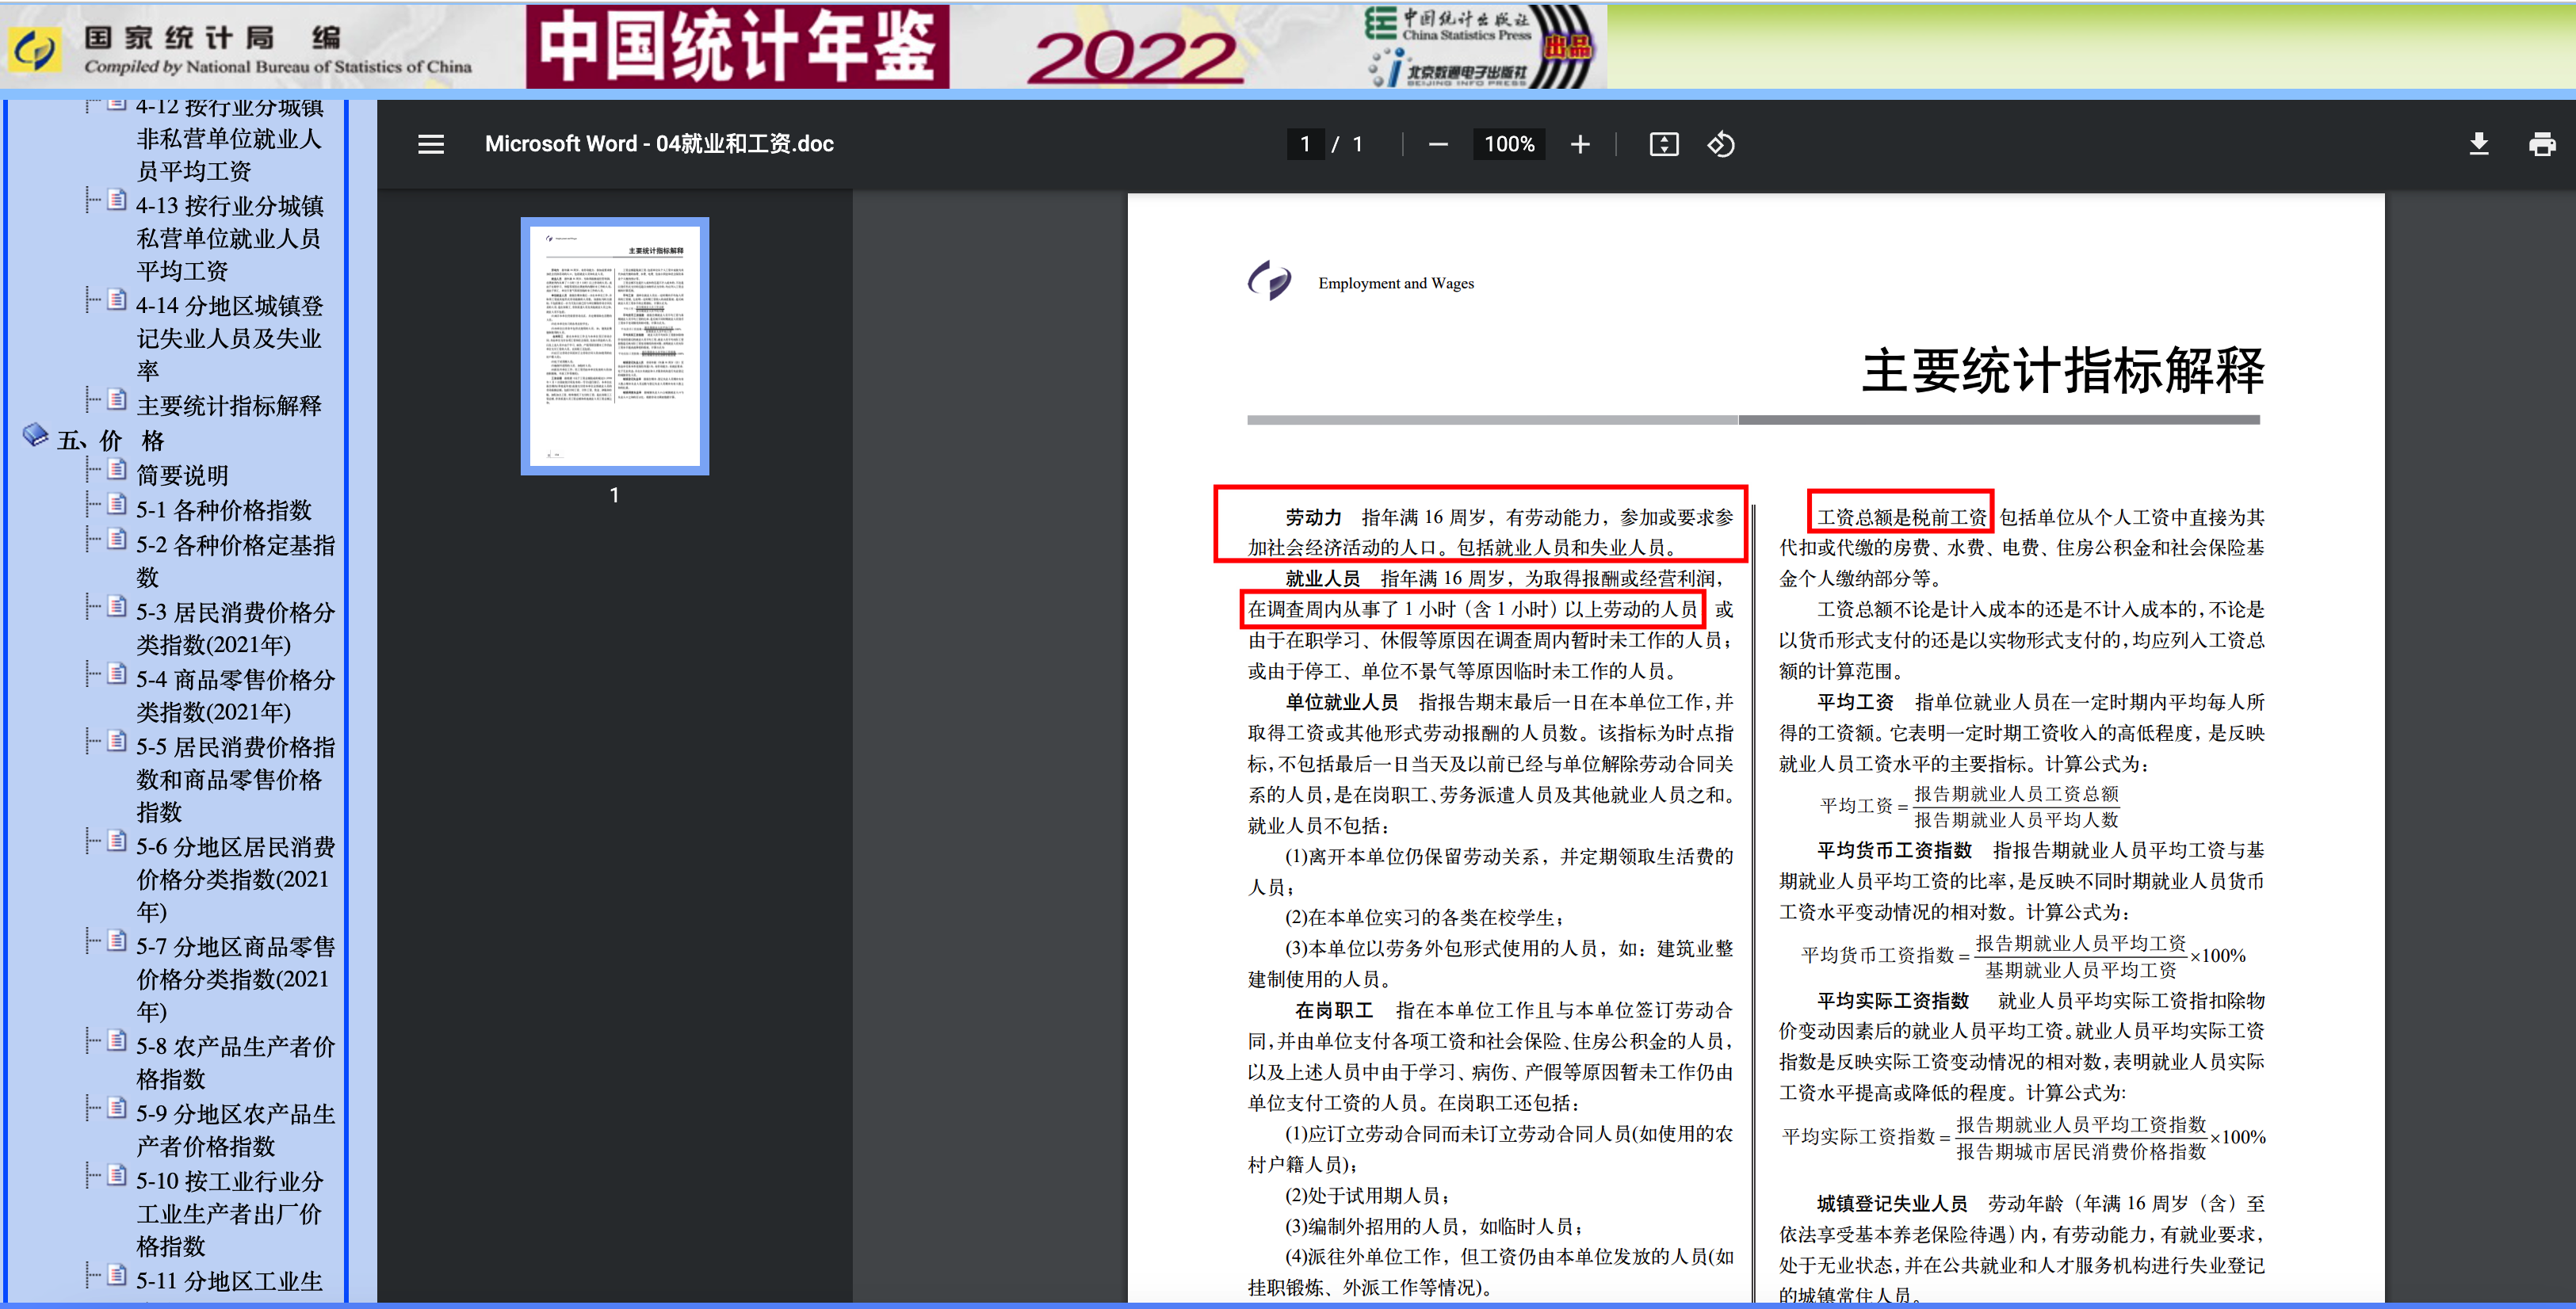 国家统计局 编
Compiled by National Bureau of Statistics of China
中国统计年鉴
2022
中国统计出版社
China Statistics Press
北京数通电子出版社
BEIJING INFO PRESS
出品
4-12 按行业分城镇
非私营单位就业人
员平均工资
4-13 按行业分城镇
私营单位就业人员
平均工资
4-14 分地区城镇登
记失业人员及失业
率
主要统计指标解释
五、价 格
简要说明
5-1 各种价格指数
5-2 各种价格定基指
数
5-3 居民消费价格分
类指数(2021年)
5-4 商品零售价格分
类指数(2021年)
5-5 居民消费价格指
数和商品零售价格
指数
5-6 分地区居民消费
价格分类指数(2021
年)
5-7 分地区商品零售
价格分类指数(2021
年)
5-8 农产品生产者价
格指数
5-9 分地区农产品生
产者价格指数
5-10 按工业行业分
工业生产者出厂价
格指数
5-11 分地区工业生
Microsoft Word - 04就业和工资.doc
1 / 1
100%
主要统计指标解释
1
Employment and Wages
主要统计指标解释
劳动力 指年满 16 周岁，有劳动能力，参加或要求参
加社会经济活动的人口。包括就业人员和失业人员。
就业人员 指年满 16 周岁，为取得报酬或经营利润，
在调查周内从事了 1 小时（含 1 小时）以上劳动的人员 或
由于在职学习、休假等原因在调查周内暂时未工作的人员；
或由于停工、单位不景气等原因临时未工作的人员。
单位就业人员 指报告期末最后一日在本单位工作，并
取得工资或其他形式劳动报酬的人员数。该指标为时点指
标，不包括最后一日当天及以前已经与单位解除劳动合同关
系的人员，是在岗职工、劳务派遣人员及其他就业人员之和。
就业人员不包括：
(1)离开本单位仍保留劳动关系，并定期领取生活费的
人员；
(2)在本单位实习的各类在校学生；
(3)本单位以劳务外包形式使用的人员，如：建筑业整
建制使用的人员。
在岗职工 指在本单位工作且与本单位签订劳动合
同，并由单位支付各项工资和社会保险、住房公积金的人员，
以及上述人员中由于学习、病伤、产假等原因暂未工作仍由
单位支付工资的人员。在岗职工还包括：
(1)应订立劳动合同而未订立劳动合同人员(如使用的农
村户籍人员)；
(2)处于试用期人员；
(3)编制外招用的人员，如临时人员；
(4)派往外单位工作，但工资仍由本单位发放的人员(如
挂职锻炼、外派工作等情况)。
工资总额是税前工资 包括单位从个人工资中直接为其
代扣或代缴的房费、水费、电费、住房公积金和社会保险基
金个人缴纳部分等。
工资总额不论是计入成本的还是不计入成本的，不论是
以货币形式支付的还是以实物形式支付的，均应列入工资总
额的计算范围。
平均工资 指单位就业人员在一定时期内平均每人所
得的工资额。它表明一定时期工资收入的高低程度，是反映
就业人员工资水平的主要指标。计算公式为：
平均工资 = 报告期就业人员工资总额
报告期就业人员平均人数
平均货币工资指数 指报告期就业人员平均工资与基
期就业人员平均工资的比率，是反映不同时期就业人员货币
工资水平变动情况的相对数。计算公式为：
平均货币工资指数 = 报告期就业人员平均工资 ×100%
基期就业人员平均工资
平均实际工资指数 就业人员平均实际工资指扣除物
价变动因素后的就业人员平均工资。就业人员平均实际工资
指数是反映实际工资变动情况的相对数，表明就业人员实际
工资水平提高或降低的程度。计算公式为:
平均实际工资指数 = 报告期就业人员平均工资指数 ×100%
报告期城市居民消费价格指数
城镇登记失业人员 劳动年龄（年满 16 周岁（含）至
依法享受基本养老保险待遇）内，有劳动能力，有就业要求，
处于无业状态，并在公共就业和人才服务机构进行失业登记
的城镇常住人员。